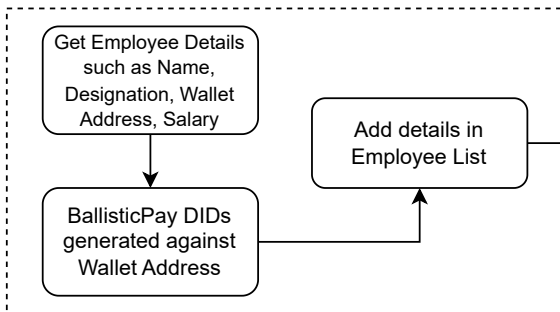 Get Employee Details
such as Name,
Designation, Wallet
Address, Salary
BallisticPay DIDs
generated against
Wallet Address
Add details in
Employee List